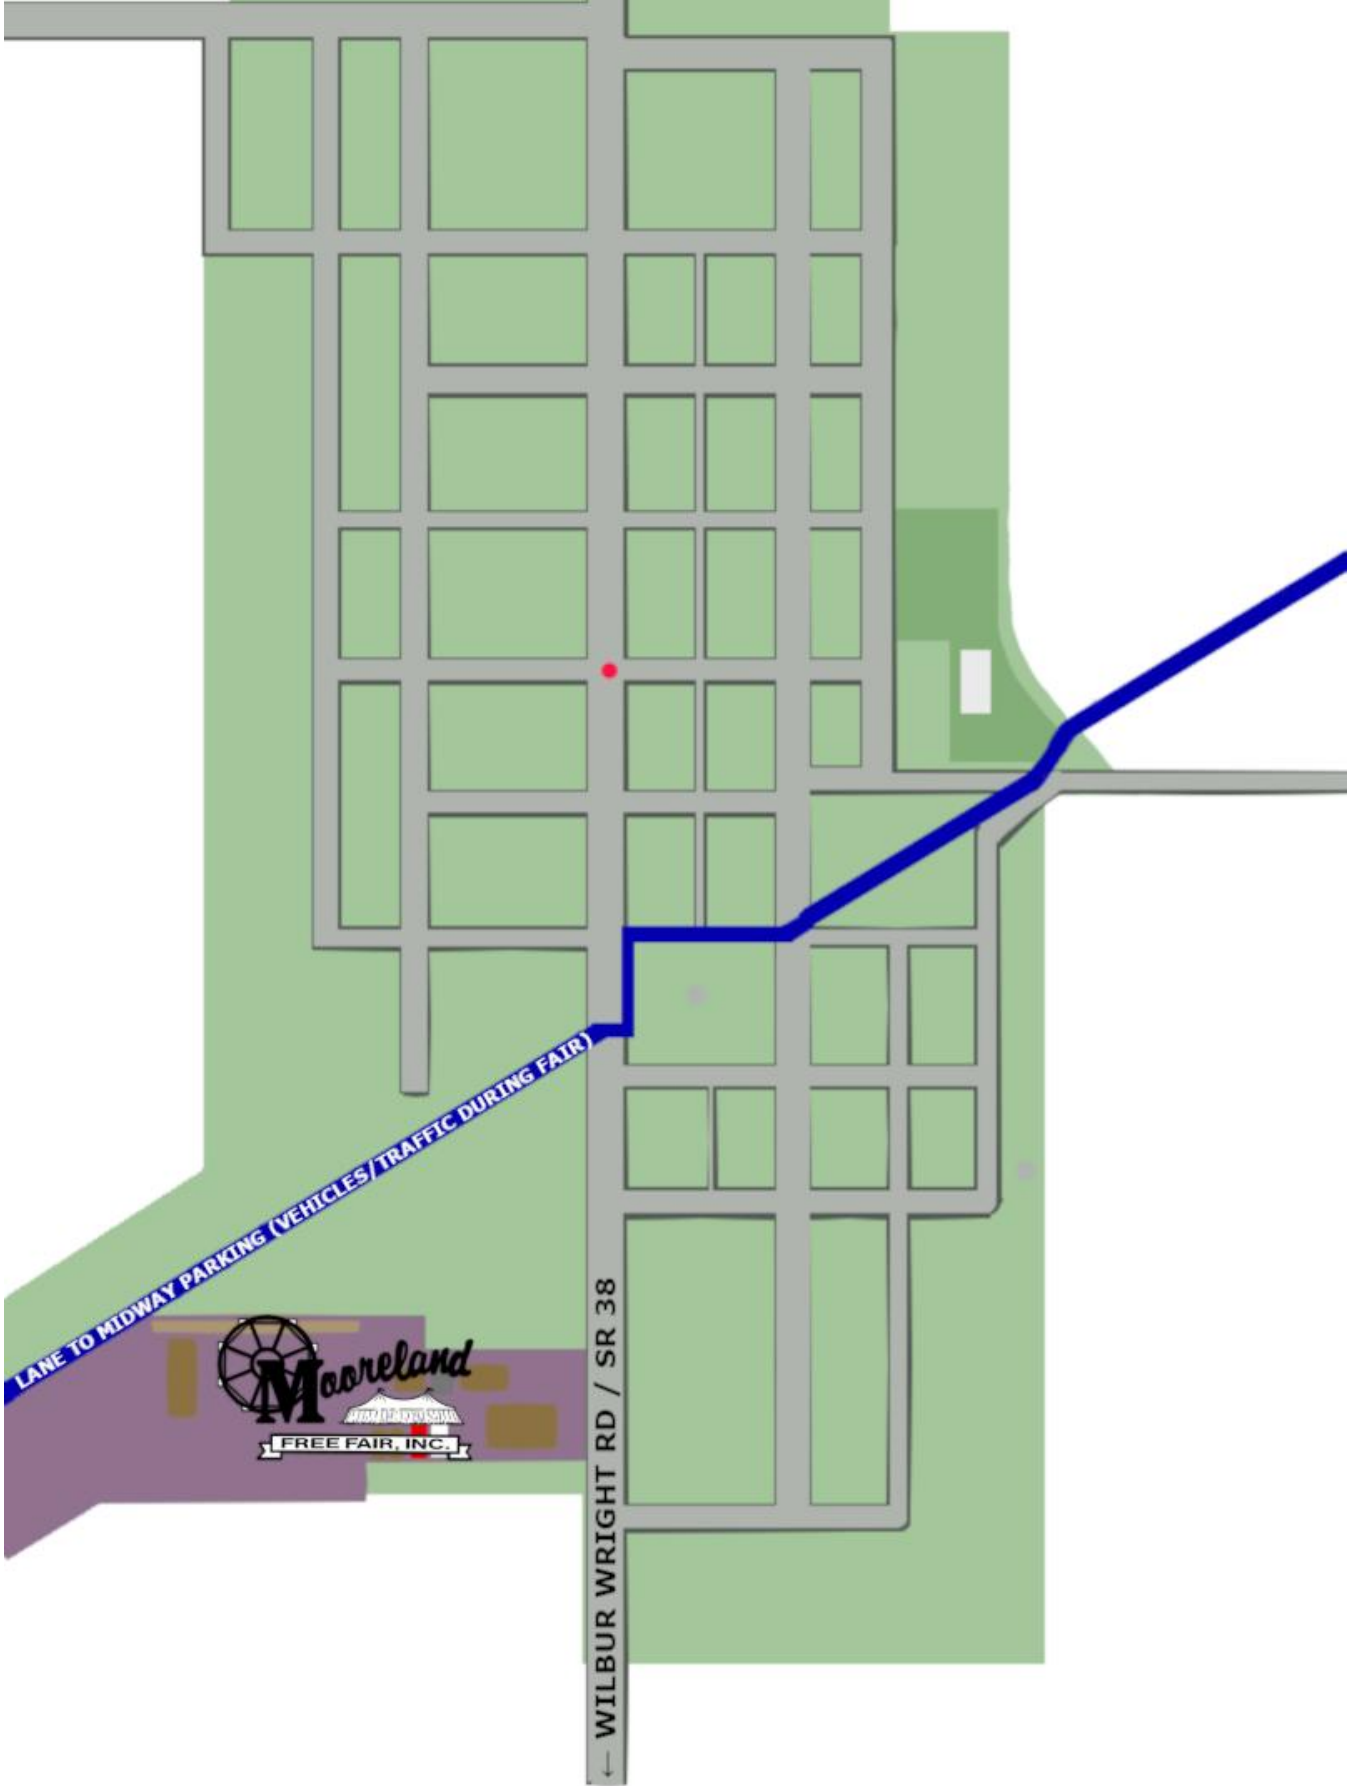 LANE TO MIDWAY PARKING (VEHICLES/TRAFFIC DURING FAIR)
Mooreland
FREE FAIR, INC.
← WILBUR WRIGHT RD / SR 38